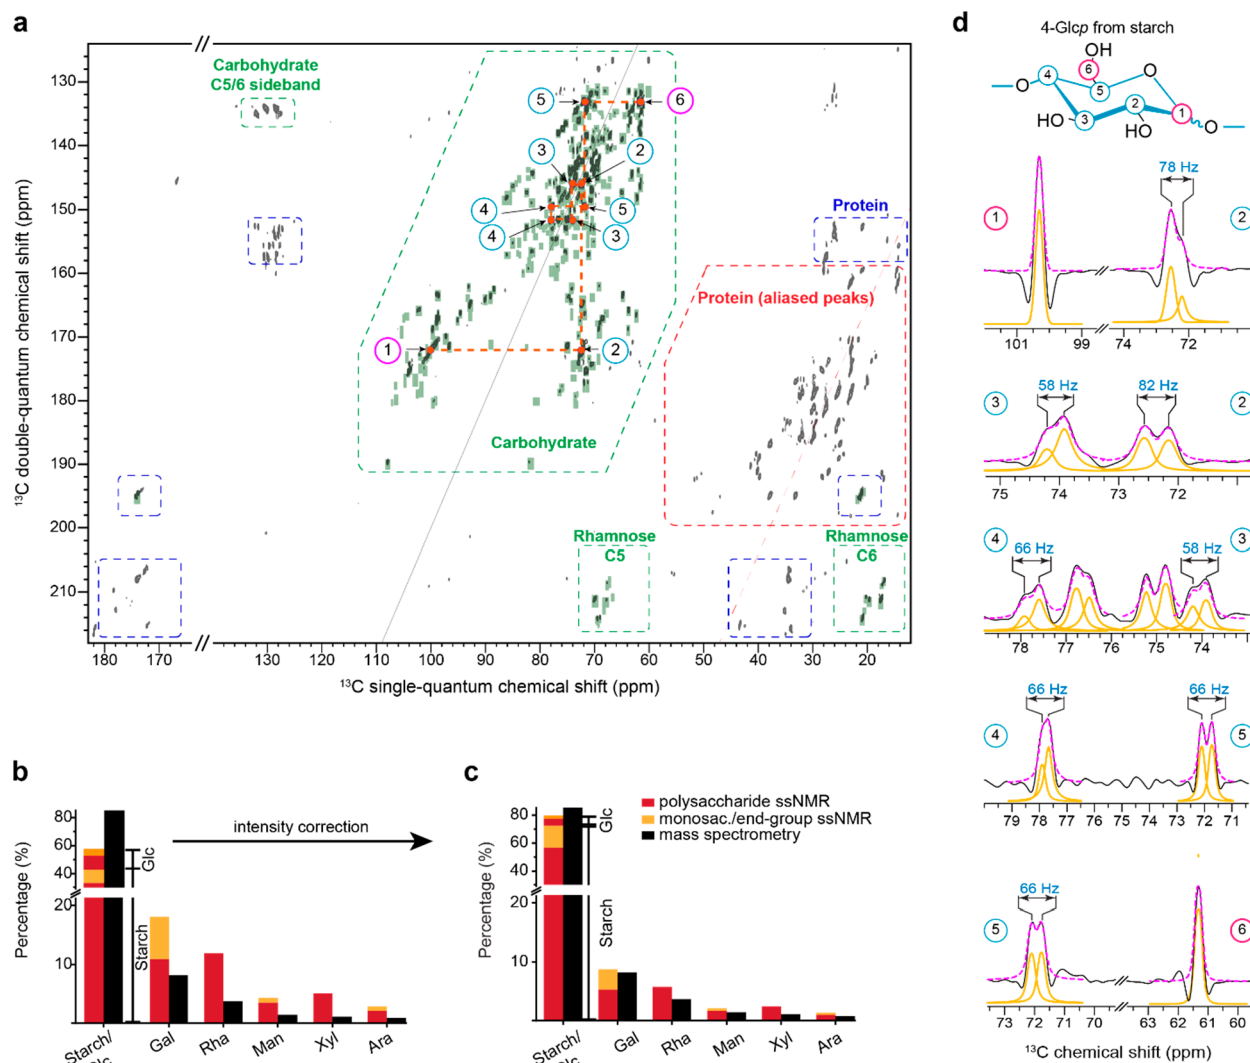 a
Carbohydrate
C5/6 sideband
130
140
150
160
170
180
190
200
210
13C double-quantum chemical shift (ppm)
5
6
3
2
4
5
4
3
1
2
Protein
Protein (aliased peaks)
Carbohydrate
Rhamnose
C5
Rhamnose
C6
180
170
130
120
110
100
90
80
70
60
50
40
30
20
13C single-quantum chemical shift (ppm)
b
Percentage (%)
80
60
40
20
10
Glc
Starch
intensity correction
Starch/
Gal
Rha
Man
Xyl
Ara
c
Percentage (%)
80
60
40
20
10
Glc
Starch
polysaccharide ssNMR
monosac./end-group ssNMR
mass spectrometry
Starch/
Gal
Rha
Man
Xyl
Ara
d
4-Glcp from starch
OH
6
4
5
O
O
3
2
1
HO
HO
O
78 Hz
1
2
101
99
74
72
58 Hz
82 Hz
3
2
75
74
73
72
66 Hz
58 Hz
4
3
78
77
76
75
74
73
66 Hz
66 Hz
4
5
79
78
77
76
75
74
73
72
71
66 Hz
5
6
73
72
71
70
63
62
61
60
13C chemical shift (ppm)